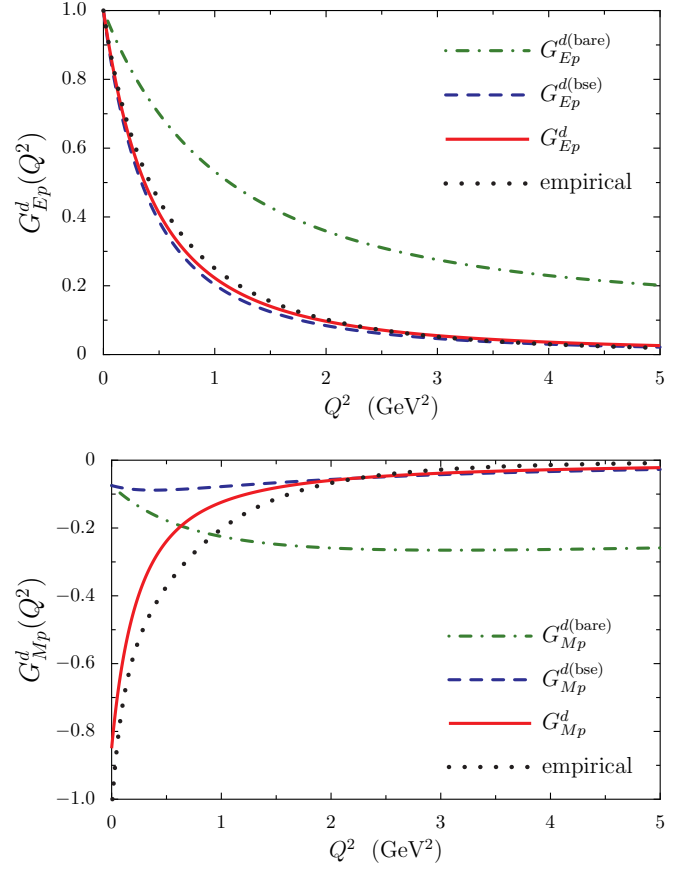 1.0
0.8
0.6
0.4
0.2
0
G^d_{Ep}(Q^2)
G^{d(bare)}_{Ep}
G^{d(bse)}_{Ep}
G^d_{Ep}
empirical
0 1 2 3 4 5
Q^2 (GeV^2)
0
−0.2
−0.4
−0.6
−0.8
−1.0
G^d_{Mp}(Q^2)
G^{d(bare)}_{Mp}
G^{d(bse)}_{Mp}
G^d_{Mp}
empirical
0 1 2 3 4 5
Q^2 (GeV^2)